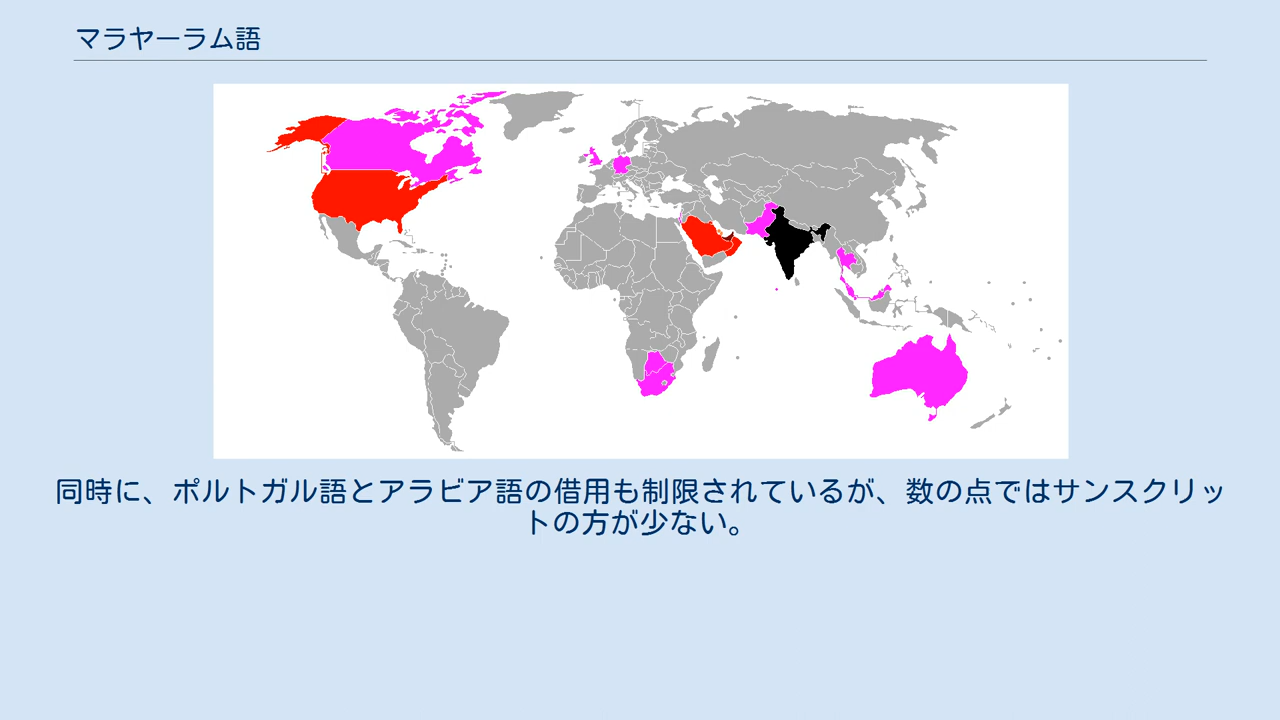 マラヤーラム語
同時に、ポルトガル語とアラビア語の借用も制限されているが、数の点ではサンスクリッ
トの方が少ない。